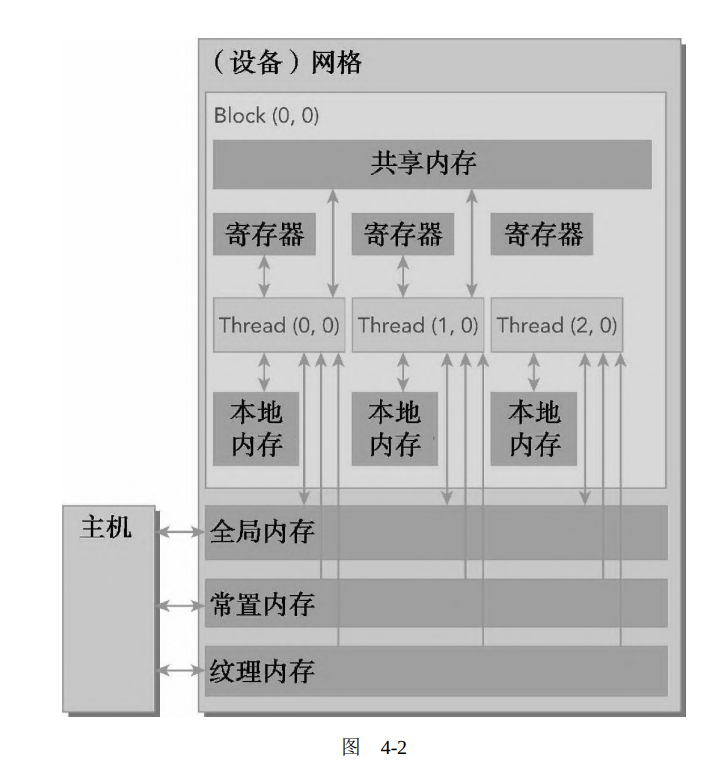 （设备）网格
Block (0, 0)
共享内存
寄存器 寄存器 寄存器
Thread (0, 0) Thread (1, 0) Thread (2, 0)
本地 本地 本地
内存 内存 内存
主机
全局内存
常置内存
纹理内存
图 4-2